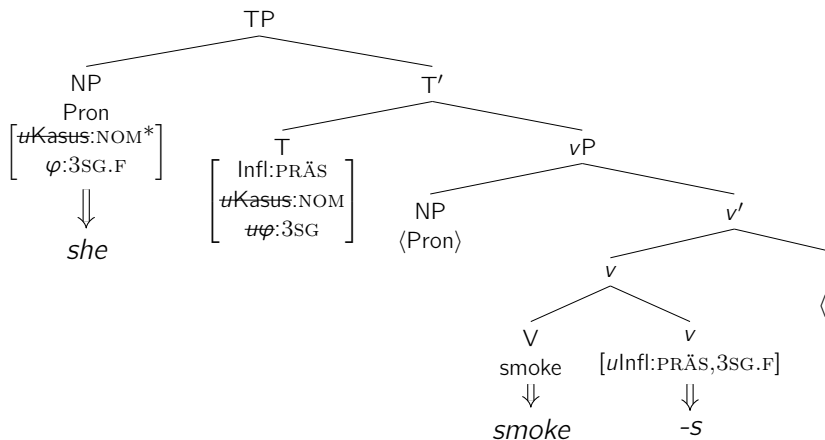 TP
NP T′
Pron
[uKasus:NOM*
φ:3SG.F]
she
T vP
[Infl:PRÄS
uKasus:NOM
uφ:3SG]
NP v′
⟨Pron⟩
v ⟨
V v
smoke [uInfl:PRÄS,3SG.F]
⇓ ⇓
smoke -s